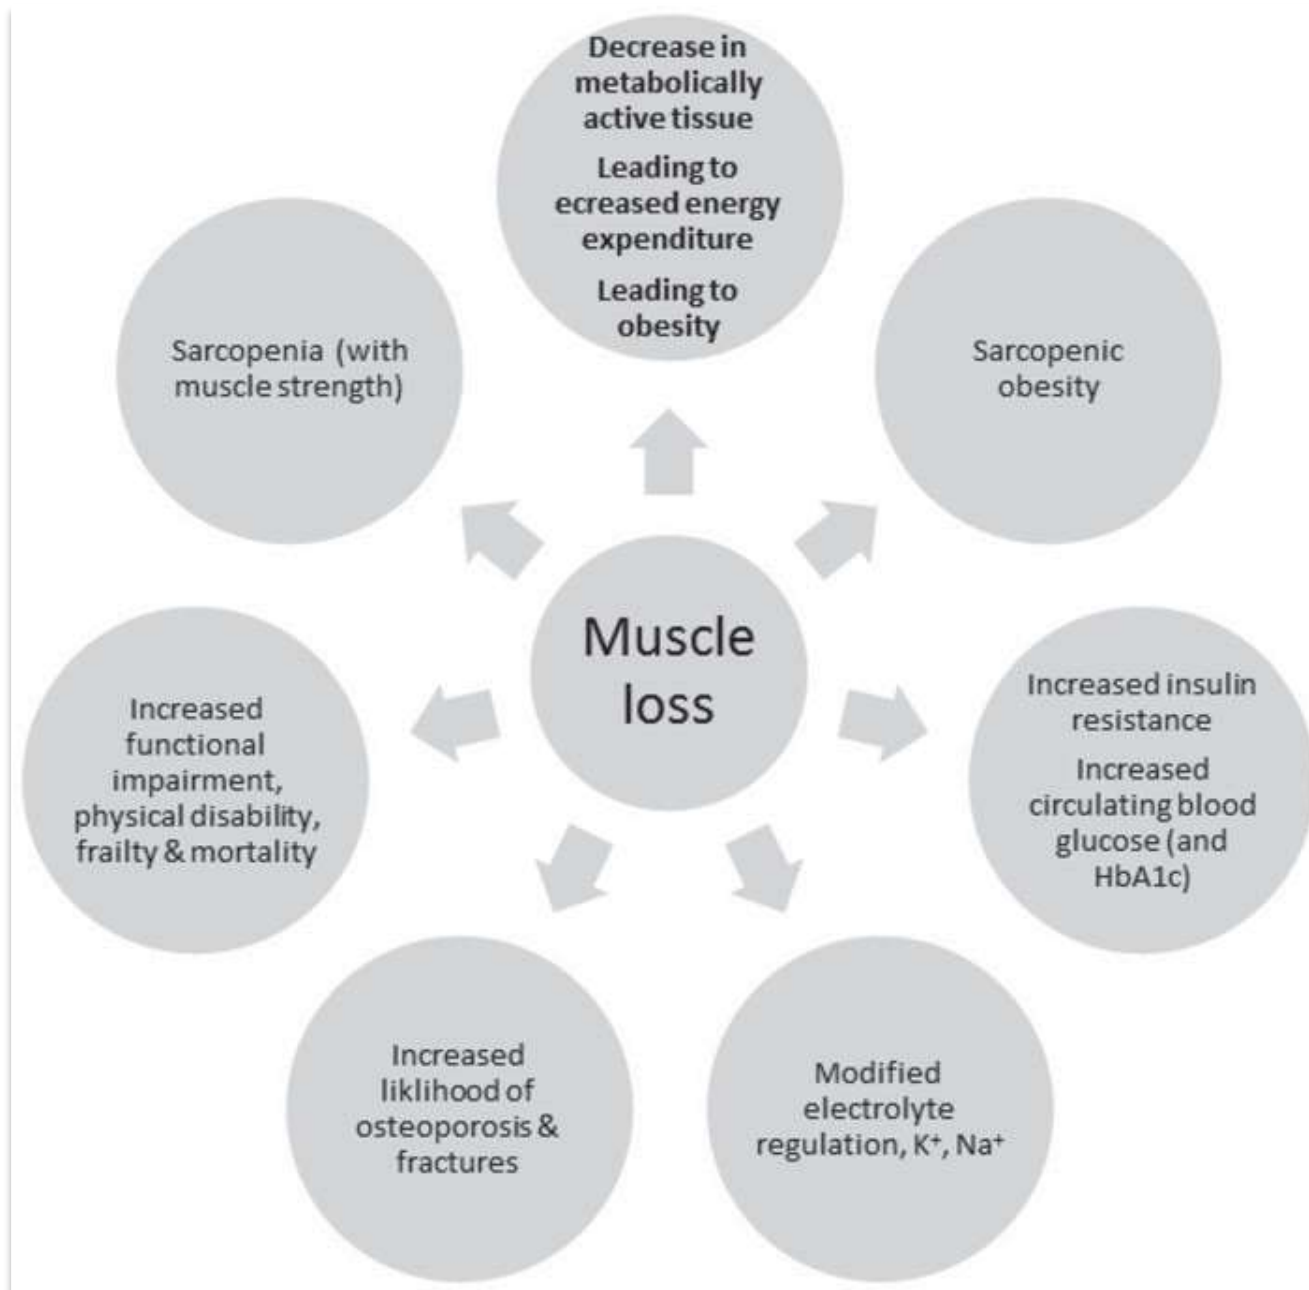 Decrease in
metabolically
active tissue
Leading to
ecreased energy
expenditure
Leading to
obesity
Sarcopenic
obesity
Increased insulin
resistance
Increased
circulating blood
glucose (and
HbA1c)
Modified
electrolyte
regulation, K⁺, Na⁺
Increased
liklihood of
osteoporosis &
fractures
Increased
functional
impairment,
physical disability,
frailty & mortality
Sarcopenia (with
muscle strength)
Muscle
loss